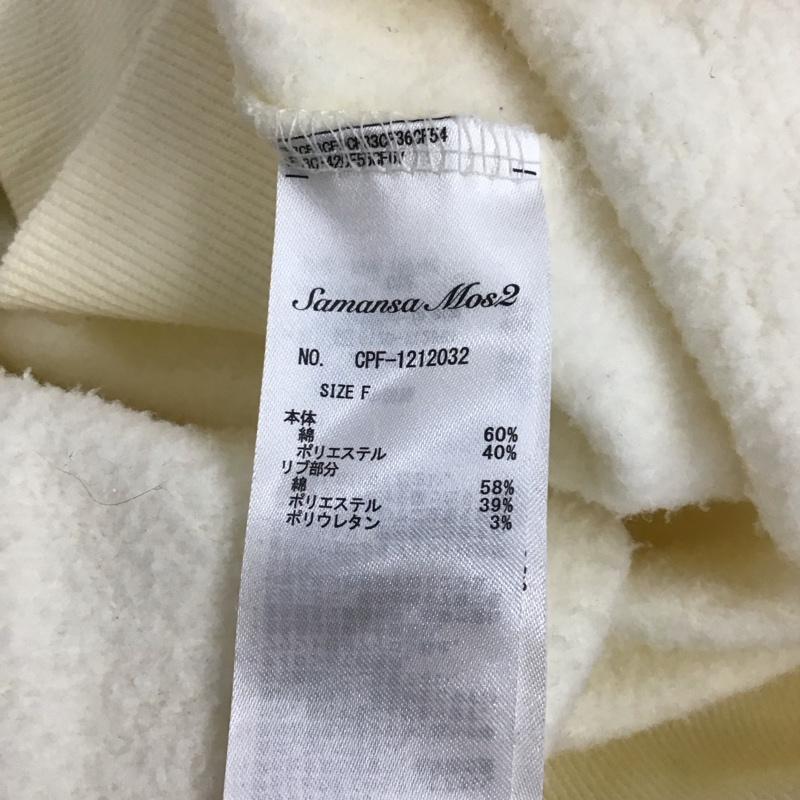 Samansa Mos2
NO. CPF-1212032
SIZE F
本体
綿 60%
ポリエステル 40%
リブ部分
綿 58%
ポリエステル 39%
ポリウレタン 3%